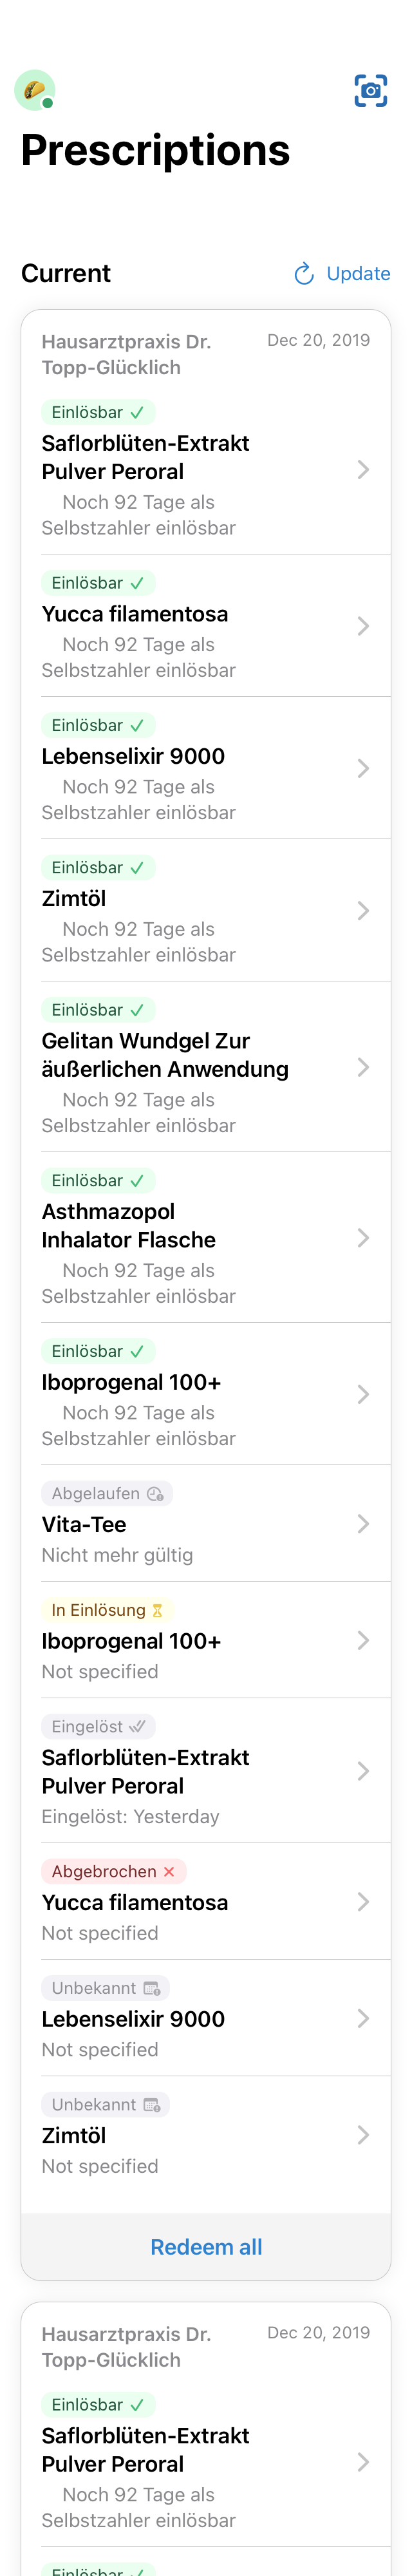 Prescriptions
Current
Update
Hausarztpraxis Dr.
Topp-Glücklich
Dec 20, 2019
Einlösbar
Saflorblüten-Extrakt
Pulver Peroral
Noch 92 Tage als
Selbstzahler einlösbar
Einlösbar
Yucca filamentosa
Noch 92 Tage als
Selbstzahler einlösbar
Einlösbar
Lebenselixir 9000
Noch 92 Tage als
Selbstzahler einlösbar
Einlösbar
Zimtöl
Noch 92 Tage als
Selbstzahler einlösbar
Einlösbar
Gelitan Wundgel Zur
äußerlichen Anwendung
Noch 92 Tage als
Selbstzahler einlösbar
Einlösbar
Asthmazopol
Inhalator Flasche
Noch 92 Tage als
Selbstzahler einlösbar
Einlösbar
Iboprogenal 100+
Noch 92 Tage als
Selbstzahler einlösbar
Abgelaufen
Vita-Tee
Nicht mehr gültig
In Einlösung
Iboprogenal 100+
Not specified
Eingelöst
Saflorblüten-Extrakt
Pulver Peroral
Eingelöst: Yesterday
Abgebrochen
Yucca filamentosa
Not specified
Unbekannt
Lebenselixir 9000
Not specified
Unbekannt
Zimtöl
Not specified
Redeem all
Hausarztpraxis Dr.
Topp-Glücklich
Dec 20, 2019
Einlösbar
Saflorblüten-Extrakt
Pulver Peroral
Noch 92 Tage als
Selbstzahler einlösbar
Einlösbar